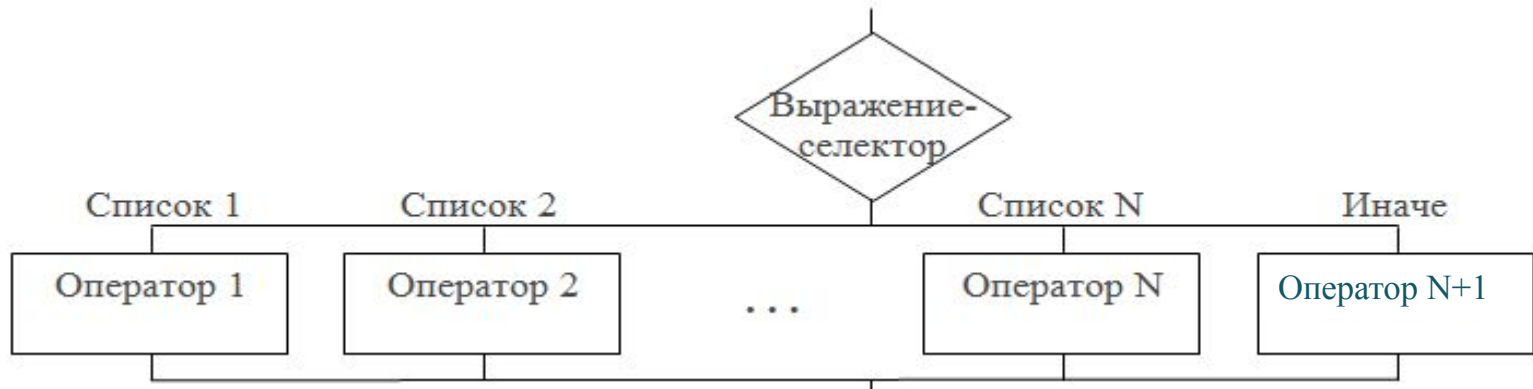 Выражение-
селектор
Список 1
Список 2
Список N
Иначе
Оператор 1
Оператор 2
...
Оператор N
Оператор N+1